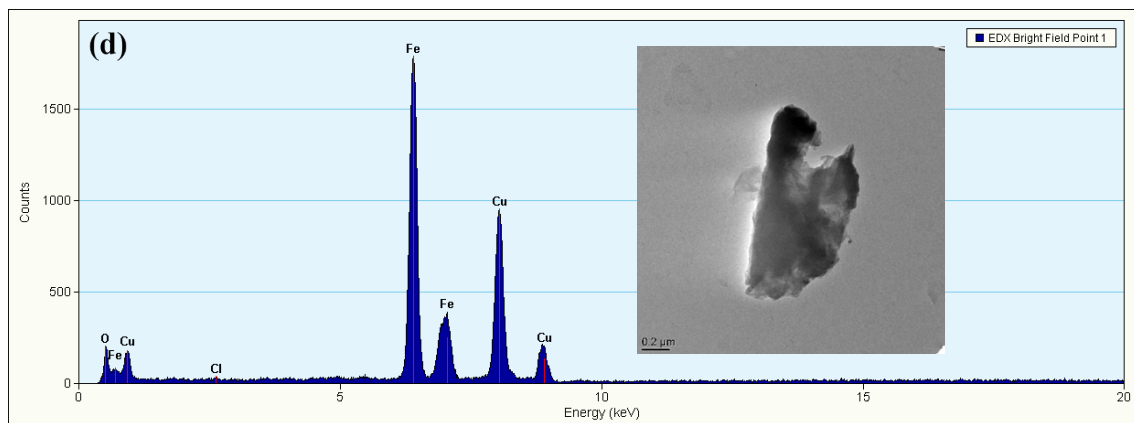 (d)
EDX Bright Field Point 1
Fe
1500
Counts
1000
Cu
500
Fe
O
Cu
Fe
Cl
Cu
0.2 µm
0
0
5
10
15
20
Energy (keV)